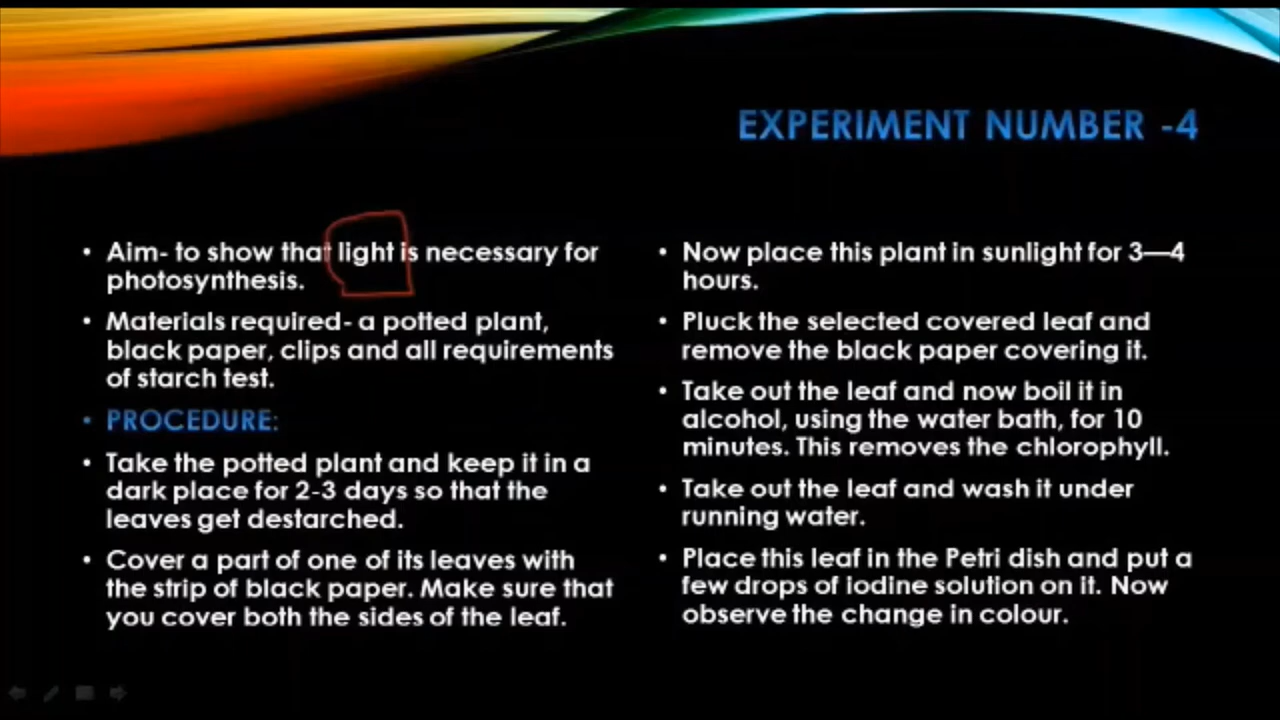 EXPERIMENT NUMBER -4
• Aim- to show that light is necessary for
photosynthesis.
• Materials required- a potted plant,
black paper, clips and all requirements
of starch test.
• PROCEDURE:
• Take the potted plant and keep it in a
dark place for 2-3 days so that the
leaves get destarched.
• Cover a part of one of its leaves with
the strip of black paper. Make sure that
you cover both the sides of the leaf.
• Now place this plant in sunlight for 3—4
hours.
• Pluck the selected covered leaf and
remove the black paper covering it.
• Take out the leaf and now boil it in
alcohol, using the water bath, for 10
minutes. This removes the chlorophyll.
• Take out the leaf and wash it under
running water.
• Place this leaf in the Petri dish and put a
few drops of iodine solution on it. Now
observe the change in colour.